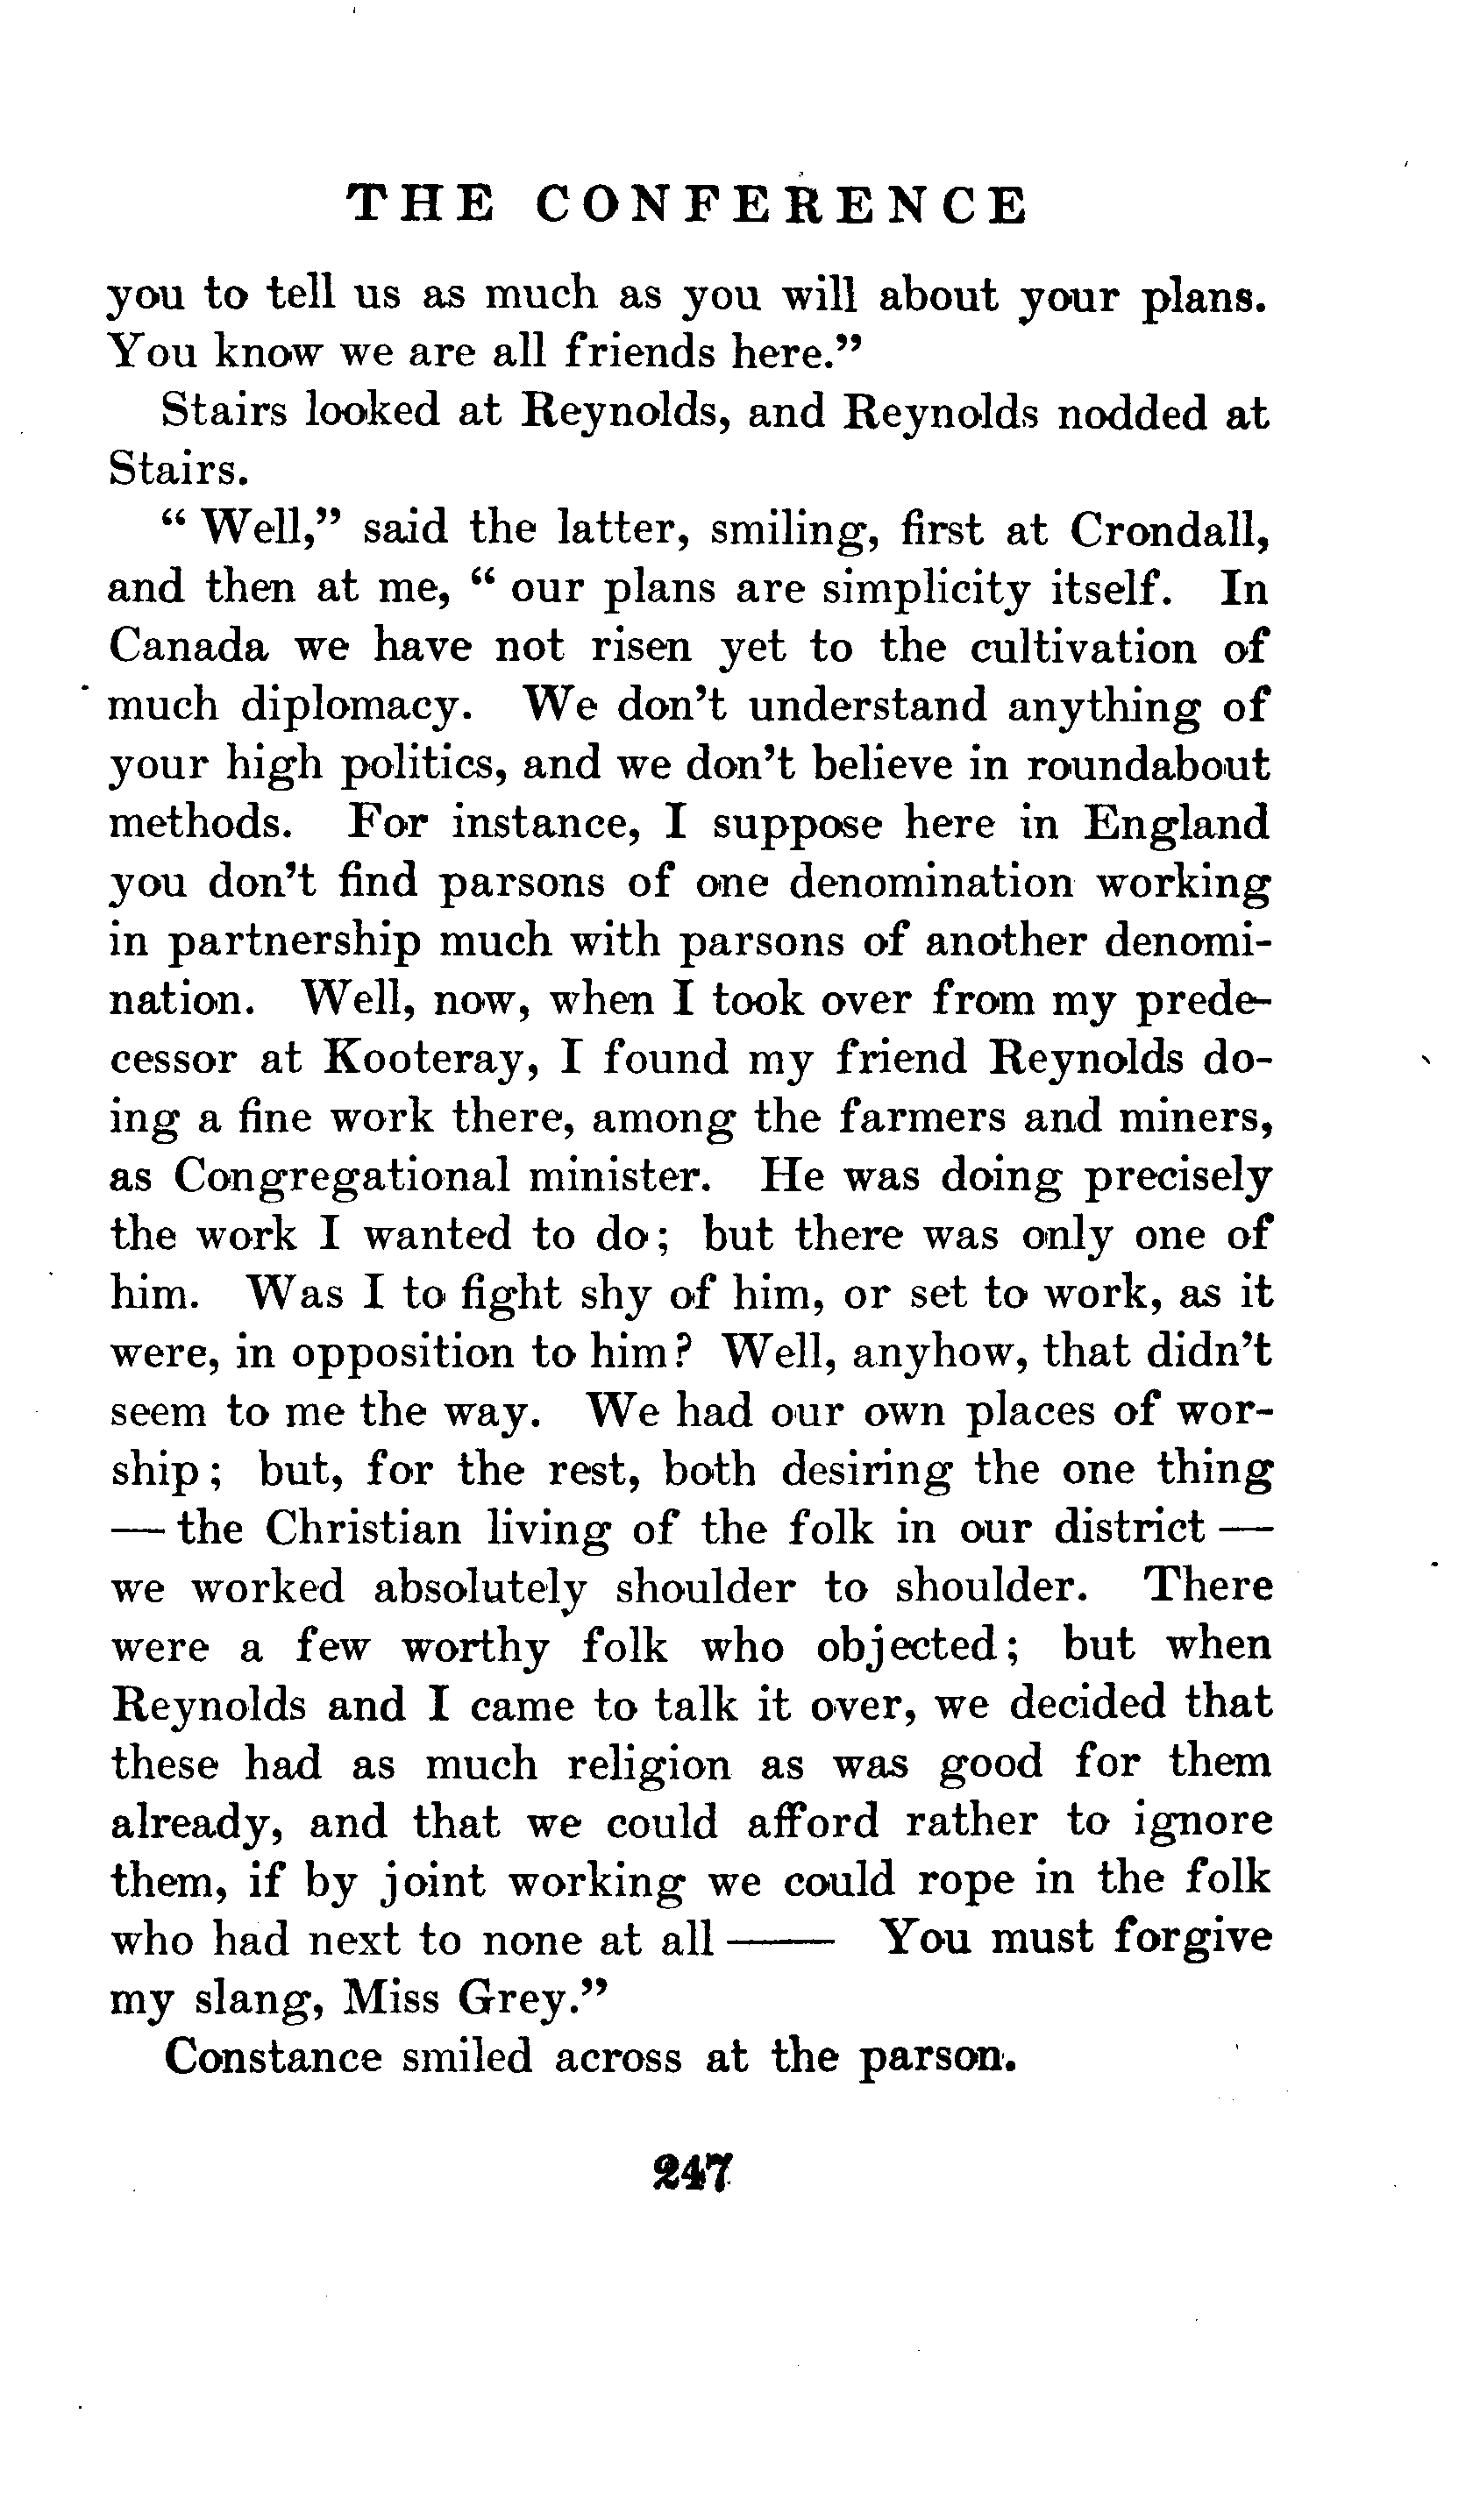 THE CONFERENCE
you to tell us as much as you will about your plans.
You know we are all friends here.”
Stairs looked at Reynolds, and Reynolds nodded at
Stairs.
“ Well,” said the latter, smiling, first at Crondall,
and then at me, “ our plans are simplicity itself. In
Canada we have not risen yet to the cultivation of
much diplomacy. We don’t understand anything of
your high politics, and we don’t believe in roundabout
methods. For instance, I suppose here in England
you don’t find parsons of one denomination working
in partnership much with parsons of another denomi-
nation. Well, now, when I took over from my prede-
cessor at Kooteray, I found my friend Reynolds do-
ing a fine work there, among the farmers and miners,
as Congregational minister. He was doing precisely
the work I wanted to do; but there was only one of
him. Was I to fight shy of him, or set to work, as it
were, in opposition to him? Well, anyhow, that didn’t
seem to me the way. We had our own places of wor-
ship; but, for the rest, both desiring the one thing
— the Christian living of the folk in our district —
we worked absolutely shoulder to shoulder. There
were a few worthy folk who objected; but when
Reynolds and I came to talk it over, we decided that
these had as much religion as was good for them
already, and that we could afford rather to ignore
them, if by joint working we could rope in the folk
who had next to none at all —— You must forgive
my slang, Miss Grey.”
Constance smiled across at the parson.
247